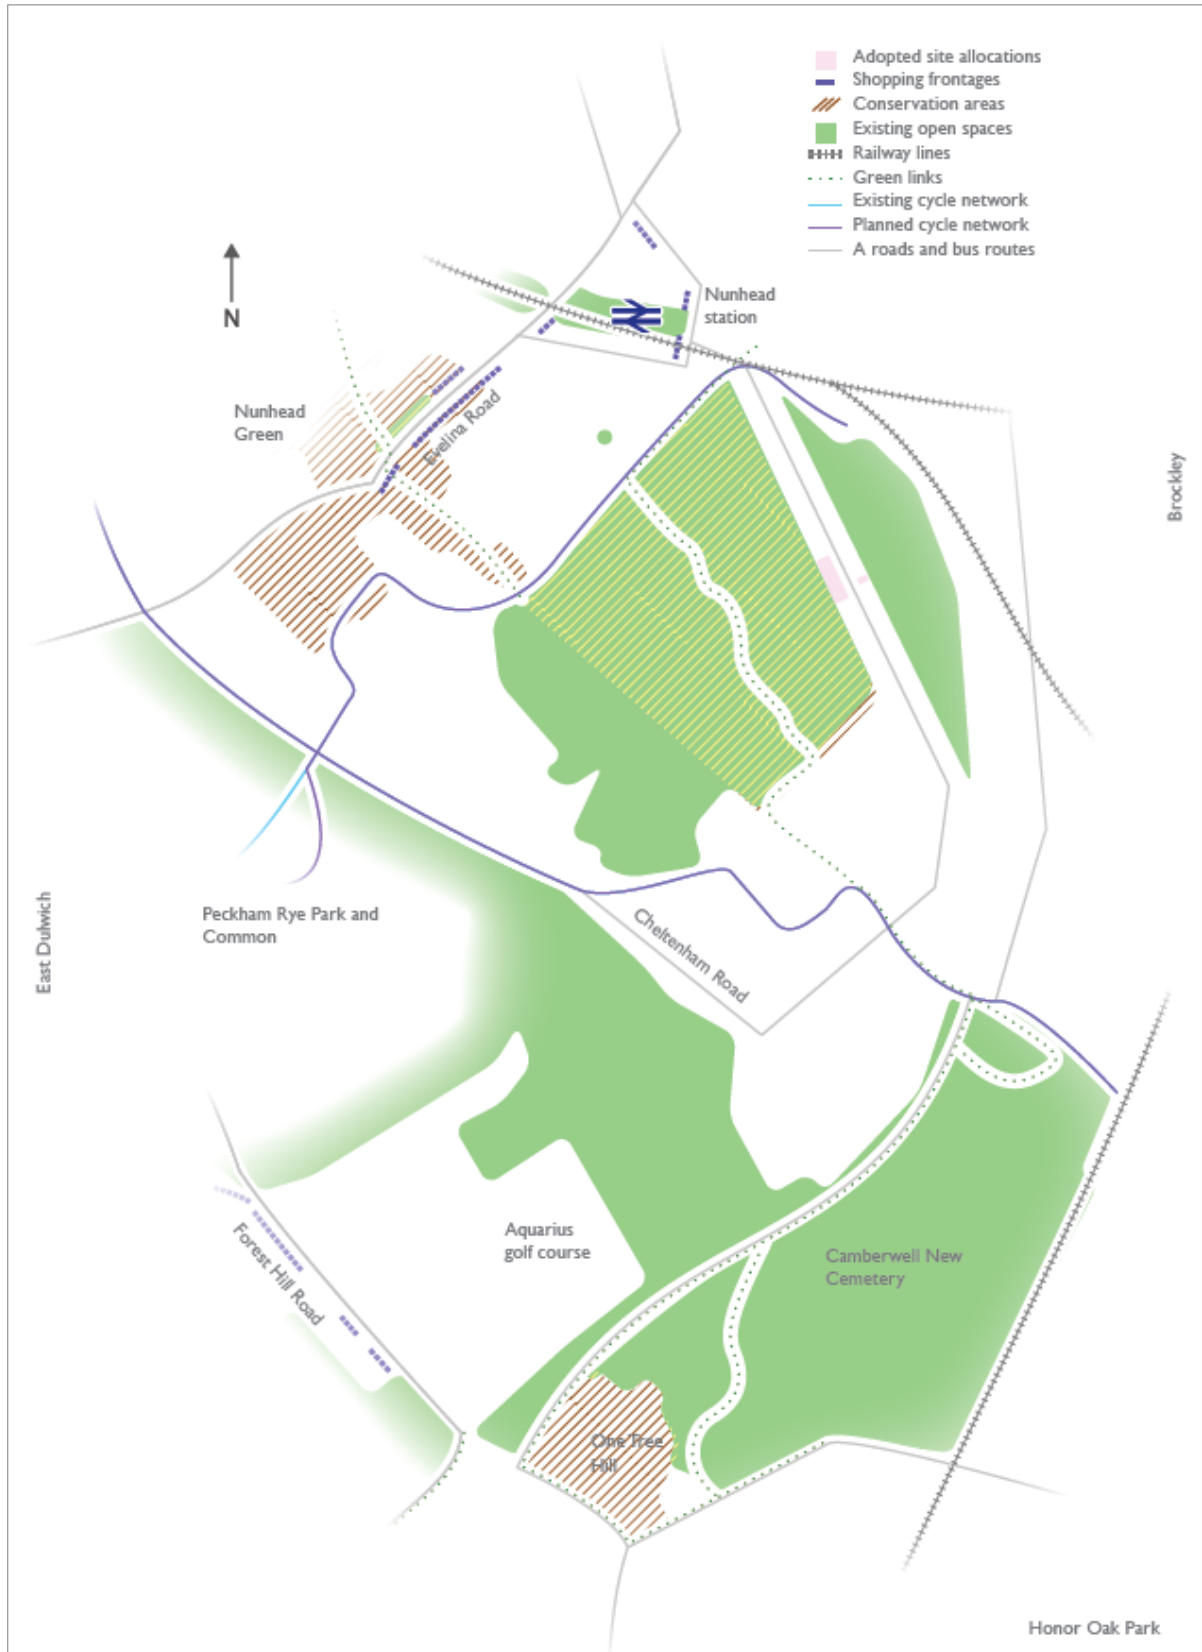 Adopted site allocations
Shopping frontages
Conservation areas
Existing open spaces
Railway lines
Green links
Existing cycle network
Planned cycle network
A roads and bus routes
N
Nunhead
station
Nunhead
Green
Evelina Road
Brockley
Peckham Rye Park and
Common
East Dulwich
Cheltenham Road
Aquarius
golf course
Camberwell New
Cemetery
Forest Hill Road
One Tree
Hill
Honor Oak Park